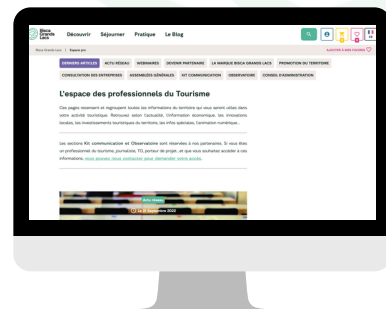 Bisca
Grands
Lacs
Découvrir Séjourner Pratique Le Blog
FR
Bisca Grands Lacs | Espace pro
AJOUTER À MES FAVORIS
DERNIERS ARTICLES ACTU RÉSEAU WEBINAIRES DEVENIR PARTENAIRE LA MARQUE BISCA GRANDS LACS PROMOTION DU TERRITOIRE
CONSULTATION DES ENTREPRISES ASSEMBLÉES GÉNÉRALES KIT COMMUNICATION OBSERVATOIRE CONSEIL D'ADMINISTRATION
L'espace des professionnels du Tourisme
Ces pages recensent et regroupent toutes les informations du territoire qui vous seront utiles dans
votre activité touristique. Retrouvez selon l'actualité, l'information économique, les innovations
locales, les investissements touristiques du territoire, les infos spéciales, l'animation numérique…
Les sections Kit communication et Observatoire sont réservées à nos partenaires. Si vous êtes
un professionnel du tourisme, journaliste, TO, porteur de projet, et que vous souhaitez accéder à ces
informations, vous pouvez nous contacter pour demander votre accès.
Actu réseau
Le 21 Septembre 2022